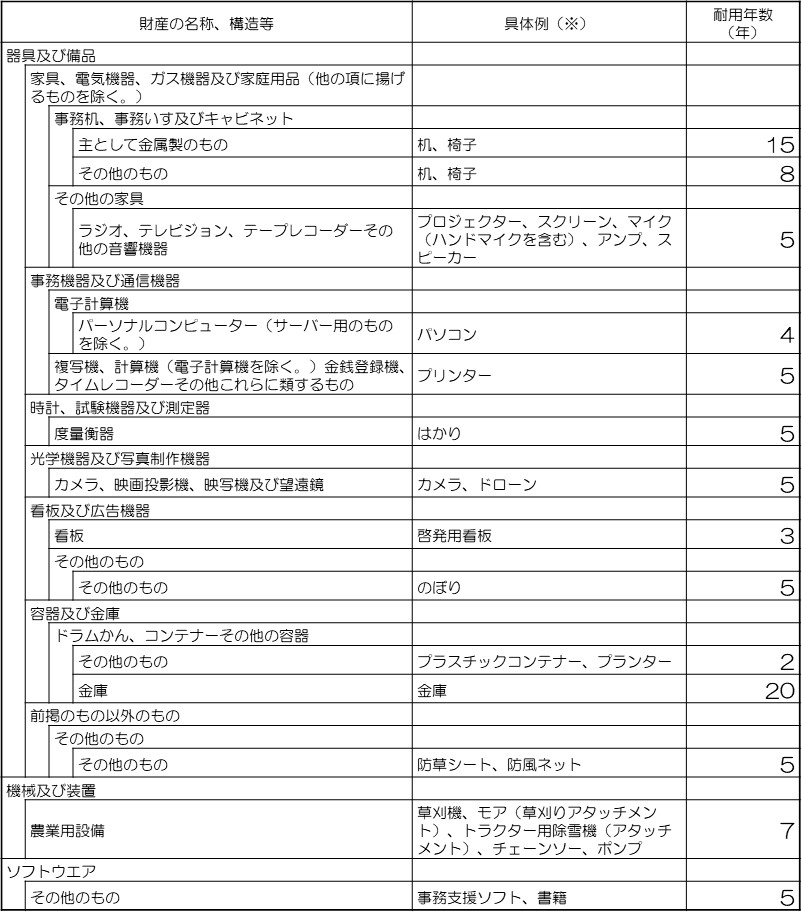 財産の名称、構造等 具体例（※） 耐用年数
（年）
器具及び備品
家具、電気機器、ガス機器及び家庭用品（他の項に揚げ
るものを除く。）
事務机、事務いす及びキャビネット
主として金属製のもの 机、椅子 15
その他のもの 机、椅子 8
その他の家具
ラジオ、テレビジョン、テープレコーダーその
他の音響機器 プロジェクター、スクリーン、マイク
（ハンドマイクを含む）、アンプ、ス
ピーカー 5
事務機器及び通信機器
電子計算機
パーソナルコンピューター（サーバー用のもの
を除く。） パソコン 4
複写機、計算機（電子計算機を除く。）金銭登録機、
タイムレコーダーその他これらに類するもの プリンター 5
時計、試験機器及び測定器
度量衡器 はかり 5
光学機器及び写真制作機器
カメラ、映画投影機、映写機及び望遠鏡 カメラ、ドローン 5
看板及び広告機器
看板 啓発用看板 3
その他のもの
その他のもの のぼり 5
容器及び金庫
ドラムかん、コンテナーその他の容器
その他のもの プラスチックコンテナー、プランター 2
金庫 金庫 20
前掲のもの以外のもの
その他のもの
その他のもの 防草シート、防風ネット 5
機械及び装置
農業用設備 草刈機、モア（草刈りアタッチメン
ト）、トラクター用除雪機（アタッチ
メント）、チェーンソー、ポンプ 7
ソフトウエア
その他のもの 事務支援ソフト、書籍 5